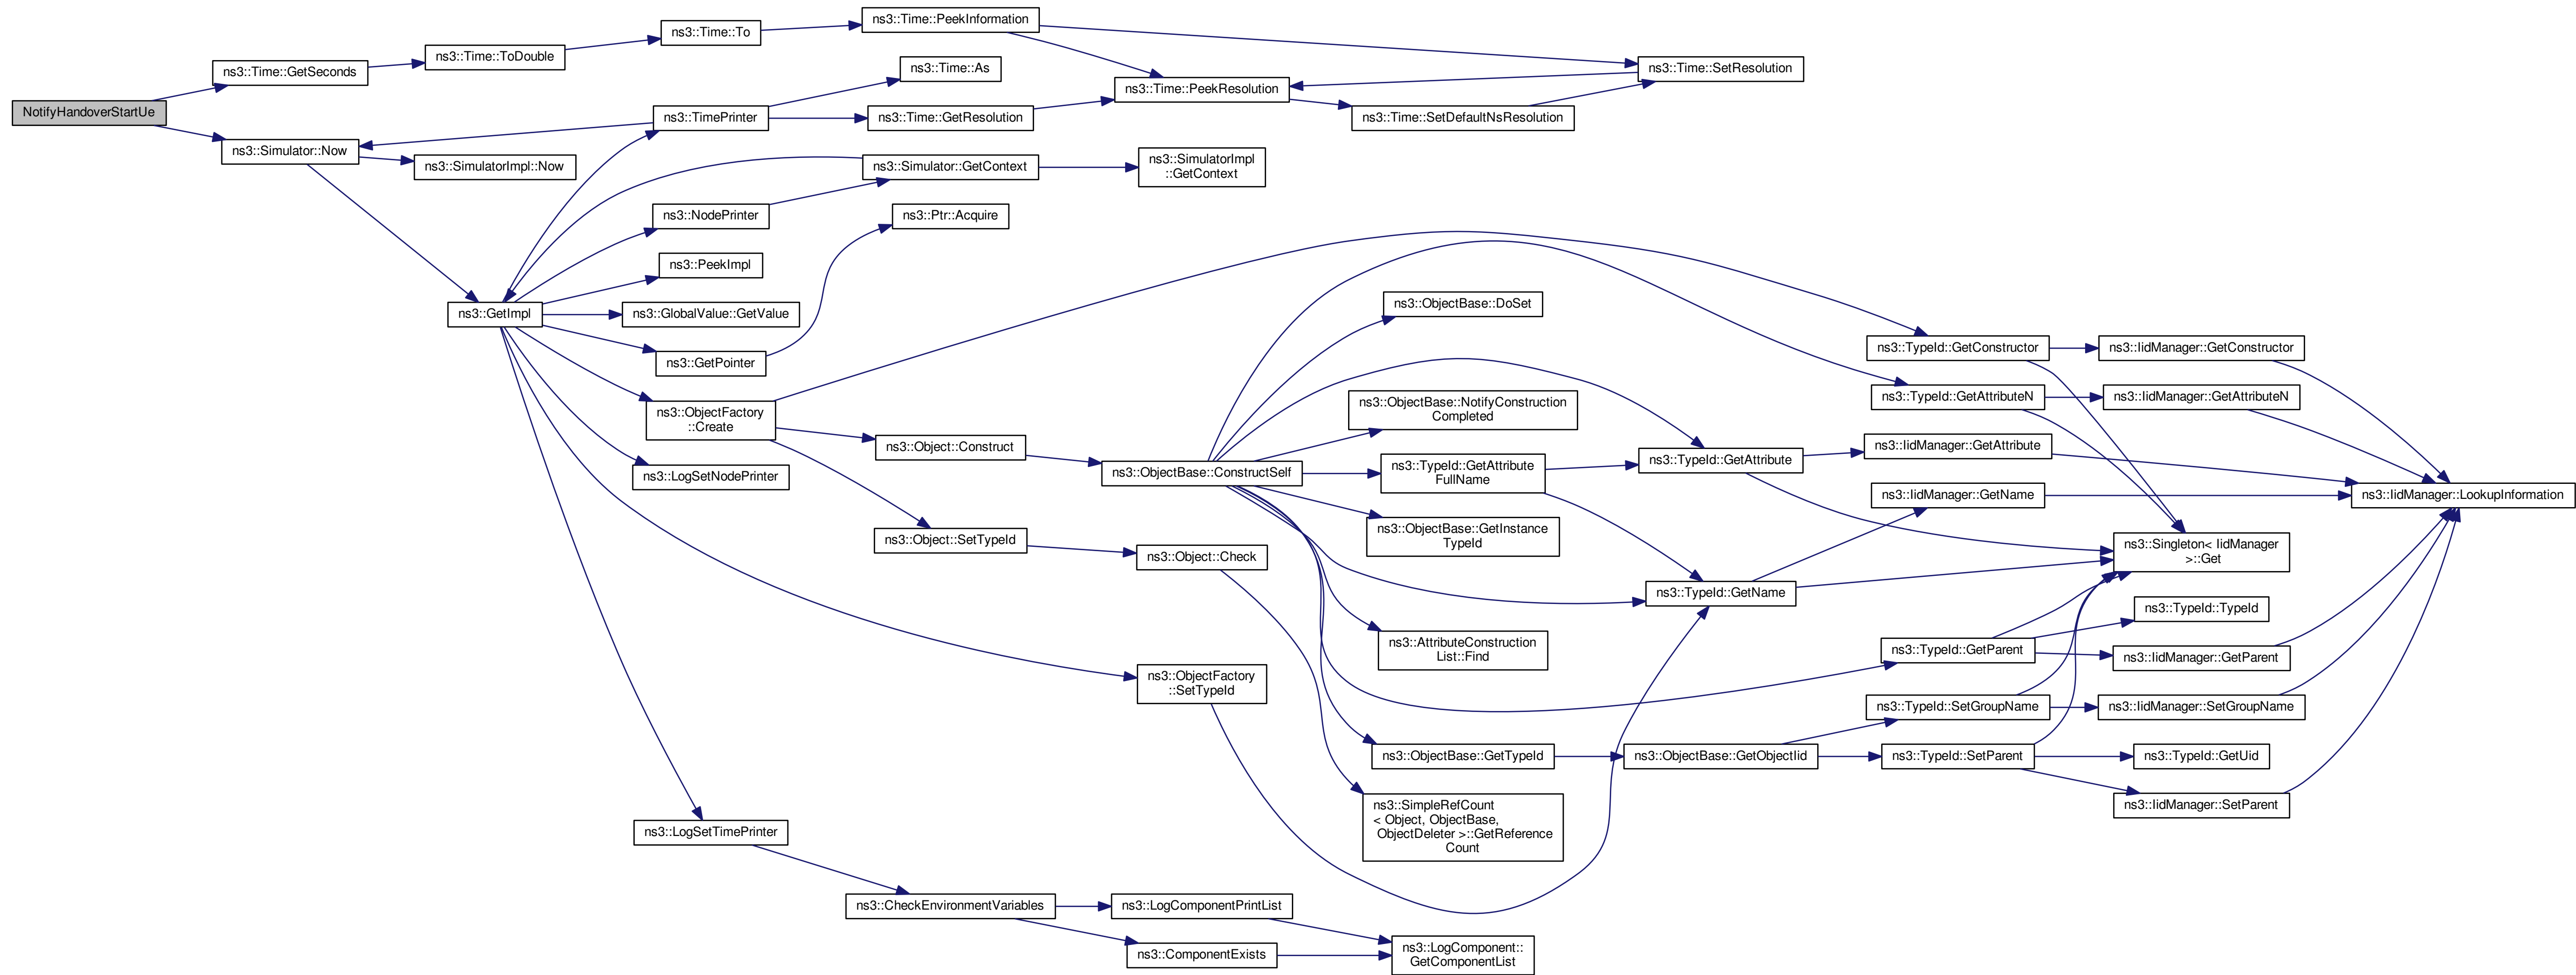 NotifyHandoverStartUe
ns3::Time::GetSeconds
ns3::Simulator::Now
ns3::Time::ToDouble
ns3::SimulatorImpl::Now
ns3::GetImpl
ns3::Time::To
ns3::TimePrinter
ns3::NodePrinter
ns3::PeekImpl
ns3::GlobalValue::GetValue
ns3::GetPointer
ns3::ObjectFactory
::Create
ns3::LogSetNodePrinter
ns3::LogSetTimePrinter
ns3::Time::PeekInformation
ns3::Time::As
ns3::Time::GetResolution
ns3::Simulator::GetContext
ns3::Ptr::Acquire
ns3::Object::Construct
ns3::Object::SetTypeId
ns3::CheckEnvironmentVariables
ns3::Time::PeekResolution
ns3::SimulatorImpl
::GetContext
ns3::ObjectBase::ConstructSelf
ns3::Object::Check
ns3::ObjectFactory
::SetTypeId
ns3::LogComponentPrintList
ns3::ComponentExists
ns3::Time::SetDefaultNsResolution
ns3::ObjectBase::DoSet
ns3::ObjectBase::NotifyConstruction
Completed
ns3::TypeId::GetAttribute
FullName
ns3::ObjectBase::GetInstance
TypeId
ns3::AttributeConstruction
List::Find
ns3::ObjectBase::GetTypeId
ns3::SimpleRefCount
< Object, ObjectBase,
ObjectDeleter >::GetReference
Count
ns3::LogComponent::
GetComponentList
ns3::Time::SetResolution
ns3::TypeId::GetAttribute
ns3::TypeId::GetName
ns3::ObjectBase::GetObjectIid
ns3::TypeId::GetConstructor
ns3::TypeId::GetAttributeN
ns3::IidManager::GetAttribute
ns3::IidManager::GetName
ns3::TypeId::GetParent
ns3::TypeId::SetGroupName
ns3::TypeId::SetParent
ns3::IidManager::GetConstructor
ns3::IidManager::GetAttributeN
ns3::Singleton< IidManager
>::Get
ns3::TypeId::TypeId
ns3::IidManager::GetParent
ns3::IidManager::SetGroupName
ns3::TypeId::GetUid
ns3::IidManager::SetParent
ns3::IidManager::LookupInformation